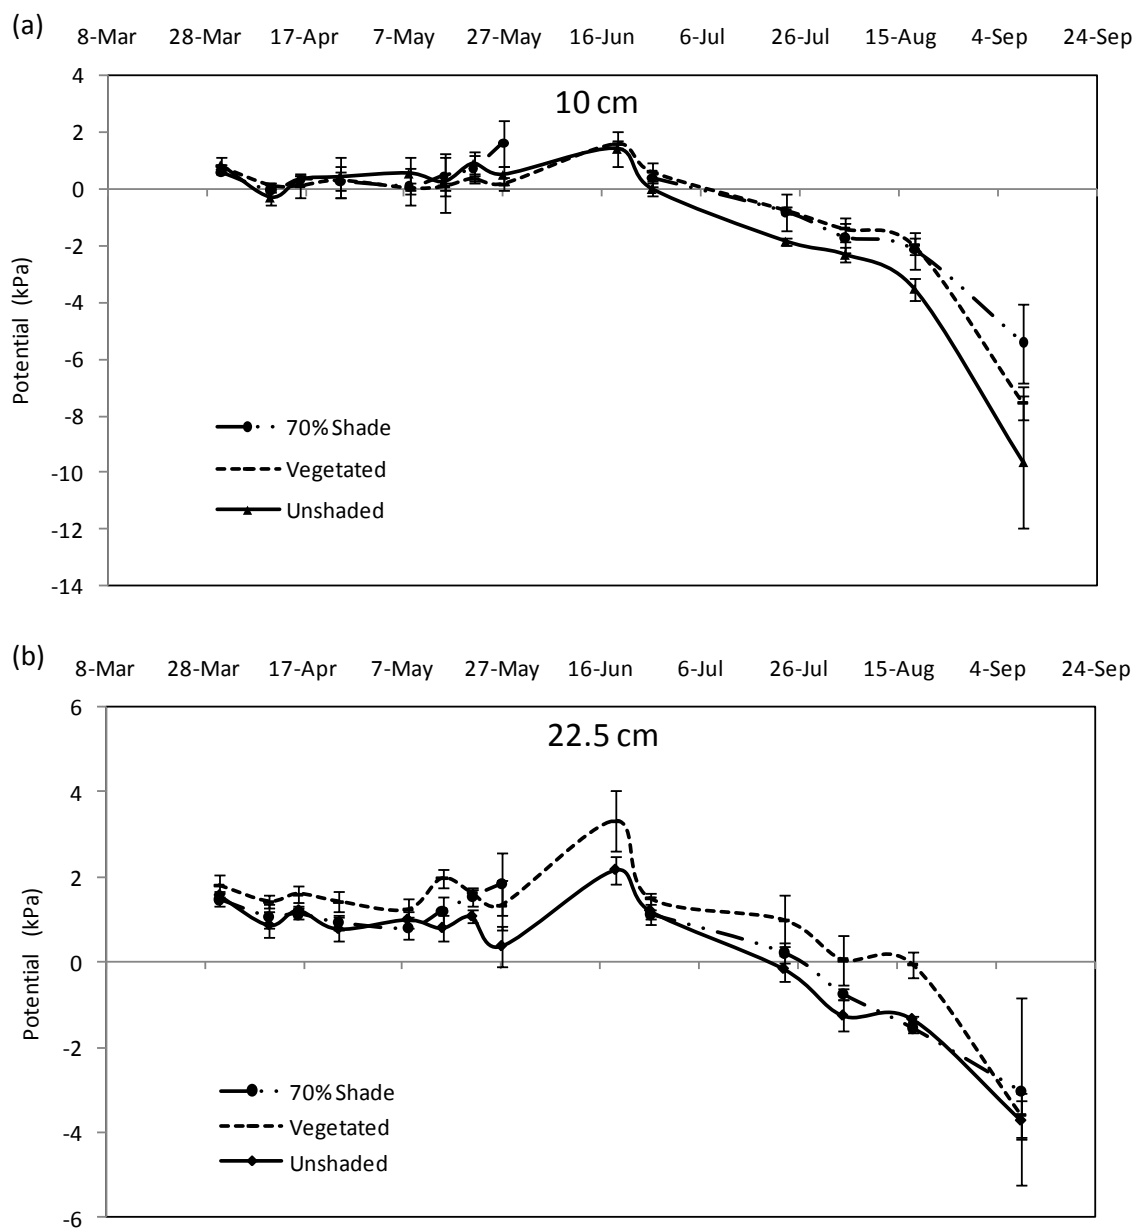 (a)
8-Mar 28-Mar 17-Apr 7-May 27-May 16-Jun 6-Jul 26-Jul 15-Aug 4-Sep 24-Sep
4
10 cm
2
0
-2
-4
Potential (kPa)
-6
-8
70% Shade
-10
Vegetated
Unshaded
-12
-14
(b)
8-Mar 28-Mar 17-Apr 7-May 27-May 16-Jun 6-Jul 26-Jul 15-Aug 4-Sep 24-Sep
6
22.5 cm
4
2
0
Potential (kPa)
-2
70% Shade
-4
Vegetated
Unshaded
-6